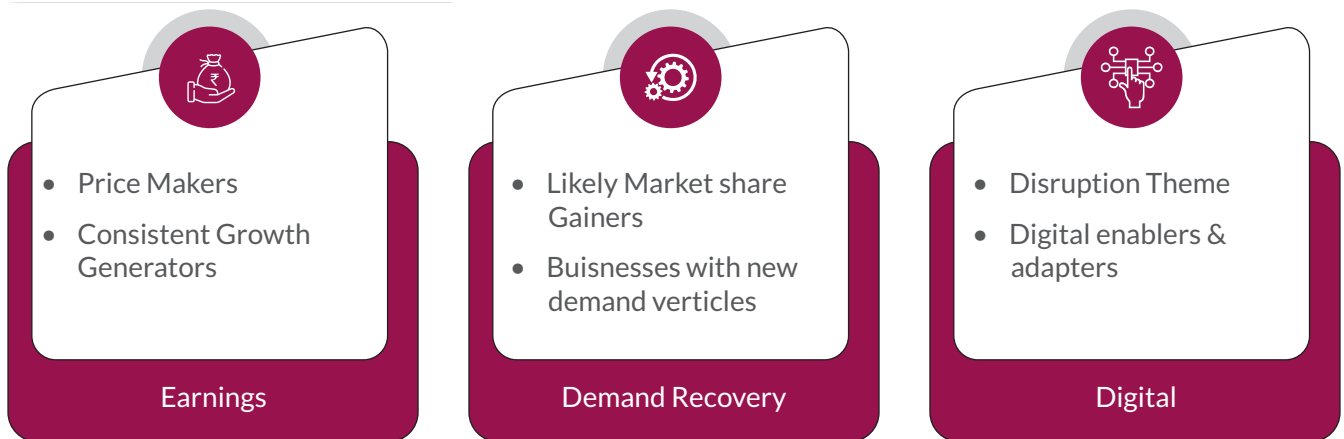 ₹
• Price Makers
• Consistent Growth
Generators
Earnings
• Likely Market share
Gainers
• Buisnesses with new
demand verticles
Demand Recovery
• Disruption Theme
• Digital enablers &
adapters
Digital